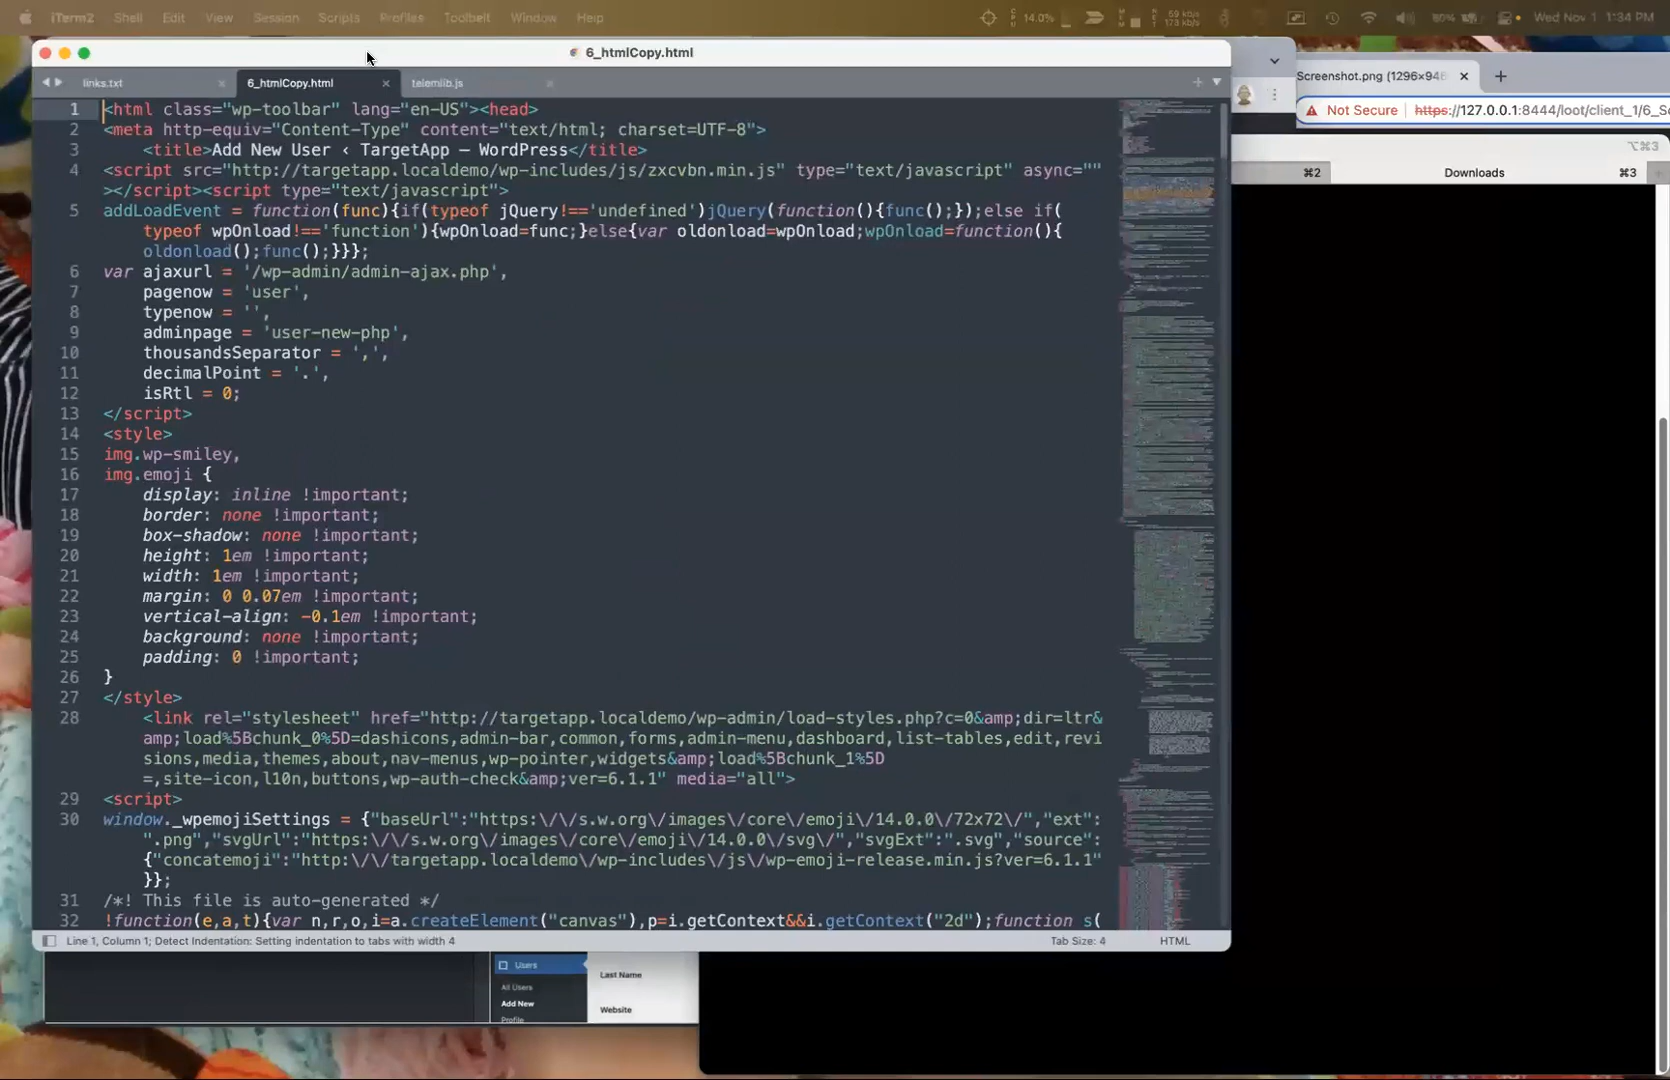 iTerm2 Shell Edit View Session Scripts Profiles Toolbelt Window Help 14.0% 59 kb/s 173 kb/s 80% Wed Nov 1 1:34 PM
6_htmlCopy.html
links.txt 6_htmlCopy.html telemlib.js
Screenshot.png (1296×946
Not Secure https://127.0.0.1:8444/loot/client_1/6_Sc
⌥⌘3
⌘2 Downloads ⌘3
1 <html class="wp-toolbar" lang="en-US"><head>
2 <meta http-equiv="Content-Type" content="text/html; charset=UTF-8">
3 <title>Add New User ‹ TargetApp — WordPress</title>
4 <script src="http://targetapp.localdemo/wp-includes/js/zxcvbn.min.js" type="text/javascript" async=""
></script><script type="text/javascript">
5 addLoadEvent = function(func){if(typeof jQuery!=='undefined')jQuery(function(){func();});else if(
typeof wpOnload!=='function'){wpOnload=func;}else{var oldonload=wpOnload;wpOnload=function(){
oldonload();func();}}};
6 var ajaxurl = '/wp-admin/admin-ajax.php',
7 pagenow = 'user',
8 typenow = '',
9 adminpage = 'user-new-php',
10 thousandsSeparator = ',',
11 decimalPoint = '.',
12 isRtl = 0;
13 </script>
14 <style>
15 img.wp-smiley,
16 img.emoji {
17 display: inline !important;
18 border: none !important;
19 box-shadow: none !important;
20 height: 1em !important;
21 width: 1em !important;
22 margin: 0 0.07em !important;
23 vertical-align: -0.1em !important;
24 background: none !important;
25 padding: 0 !important;
26 }
27 </style>
28 <link rel="stylesheet" href="http://targetapp.localdemo/wp-admin/load-styles.php?c=0&amp;dir=ltr&
amp;load%5Bchunk_0%5D=dashicons,admin-bar,common,forms,admin-menu,dashboard,list-tables,edit,revi
sions,media,themes,about,nav-menus,wp-pointer,widgets&amp;load%5Bchunk_1%5D
=,site-icon,l10n,buttons,wp-auth-check&amp;ver=6.1.1" media="all">
29 <script>
30 window._wpemojiSettings = {"baseUrl":"https:\/\/s.w.org\/images\/core\/emoji\/14.0.0\/72x72\/","ext":
".png","svgUrl":"https:\/\/s.w.org\/images\/core\/emoji\/14.0.0\/svg\/","svgExt":".svg","source":
{"concatemoji":"http:\/\/targetapp.localdemo\/wp-includes\/js\/wp-emoji-release.min.js?ver=6.1.1"
}};
31 /*! This file is auto-generated */
32 !function(e,a,t){var n,r,o,i=a.createElement("canvas"),p=i.getContext&&i.getContext("2d");function s(
Line 1, Column 1; Detect Indentation: Setting indentation to tabs with width 4 Tab Size: 4 HTML
Users
All Users
Add New
Profile
Last Name
Website